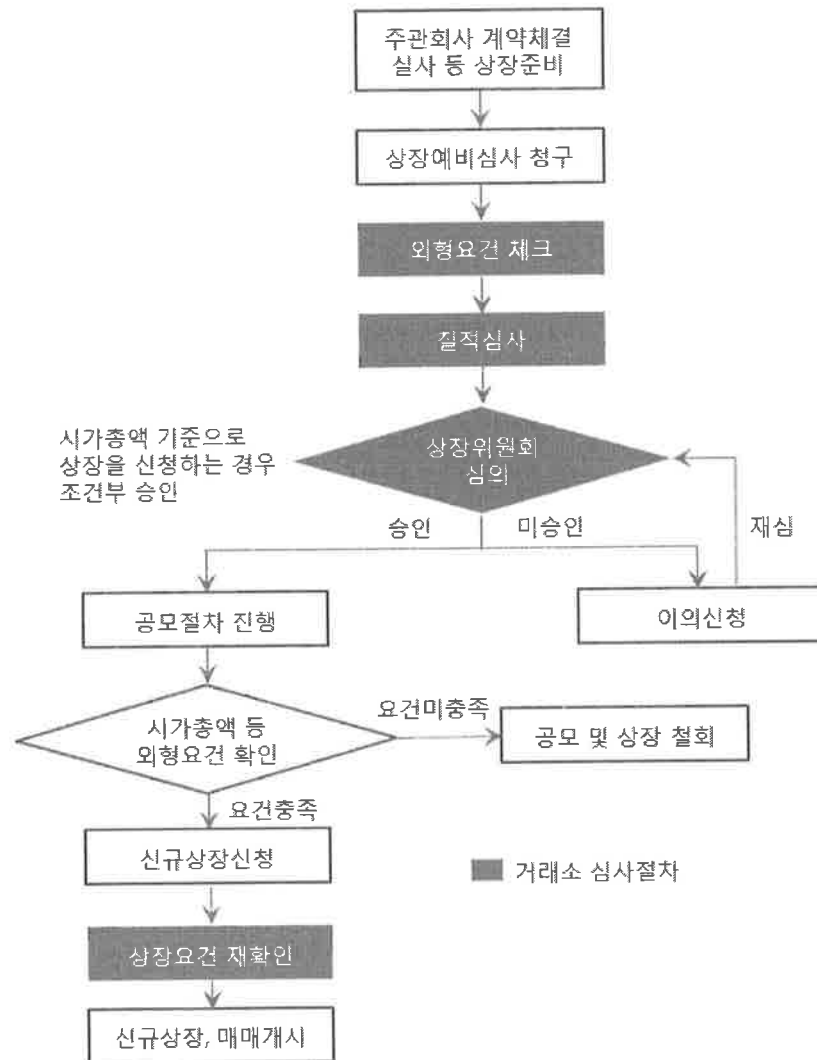 주관회사 계약체결
실사 등 상장준비
상장예비심사 청구
외형요건 체크
질적심사
시가총액 기준으로
상장을 신청하는 경우
조건부 승인
상장위원회
심의
승인
미승인
재심
공모절차 진행
이의신청
시가총액 등
외형요건 확인
요건미충족
공모 및 상장 철회
요건충족
신규상장신청
거래소 심사절차
상장요건 재확인
신규상장, 매매개시